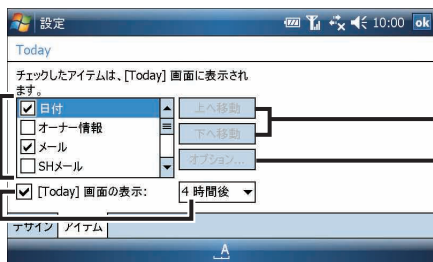 設定 10:00 ok
Today
チェックしたアイテムは、[Today] 画面に表示され
ます。
日付
オーナー情報
メール
SHメール
上へ移動
下へ移動
オプション...
[Today] 画面の表示: 4 時間後
デザイン アイテム
A